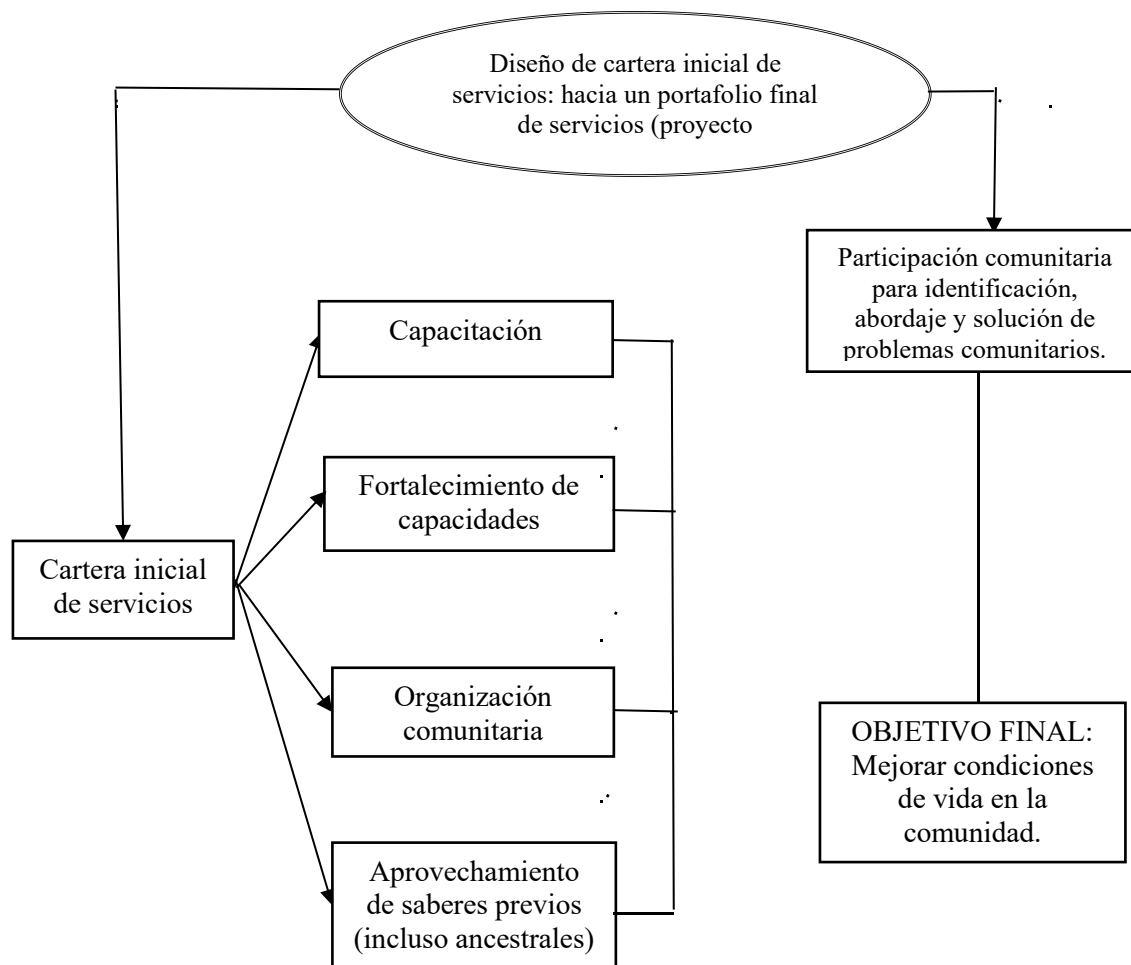 Diseño de cartera inicial de
servicios: hacia un portafolio final
de servicios (proyecto
Participación comunitaria
para identificación,
abordaje y solución de
problemas comunitarios.
Capacitación
Fortalecimiento de
capacidades
Cartera inicial
de servicios
Organización
comunitaria
OBJETIVO FINAL:
Mejorar condiciones
de vida en la
comunidad.
Aprovechamiento
de saberes previos
(incluso ancestrales)